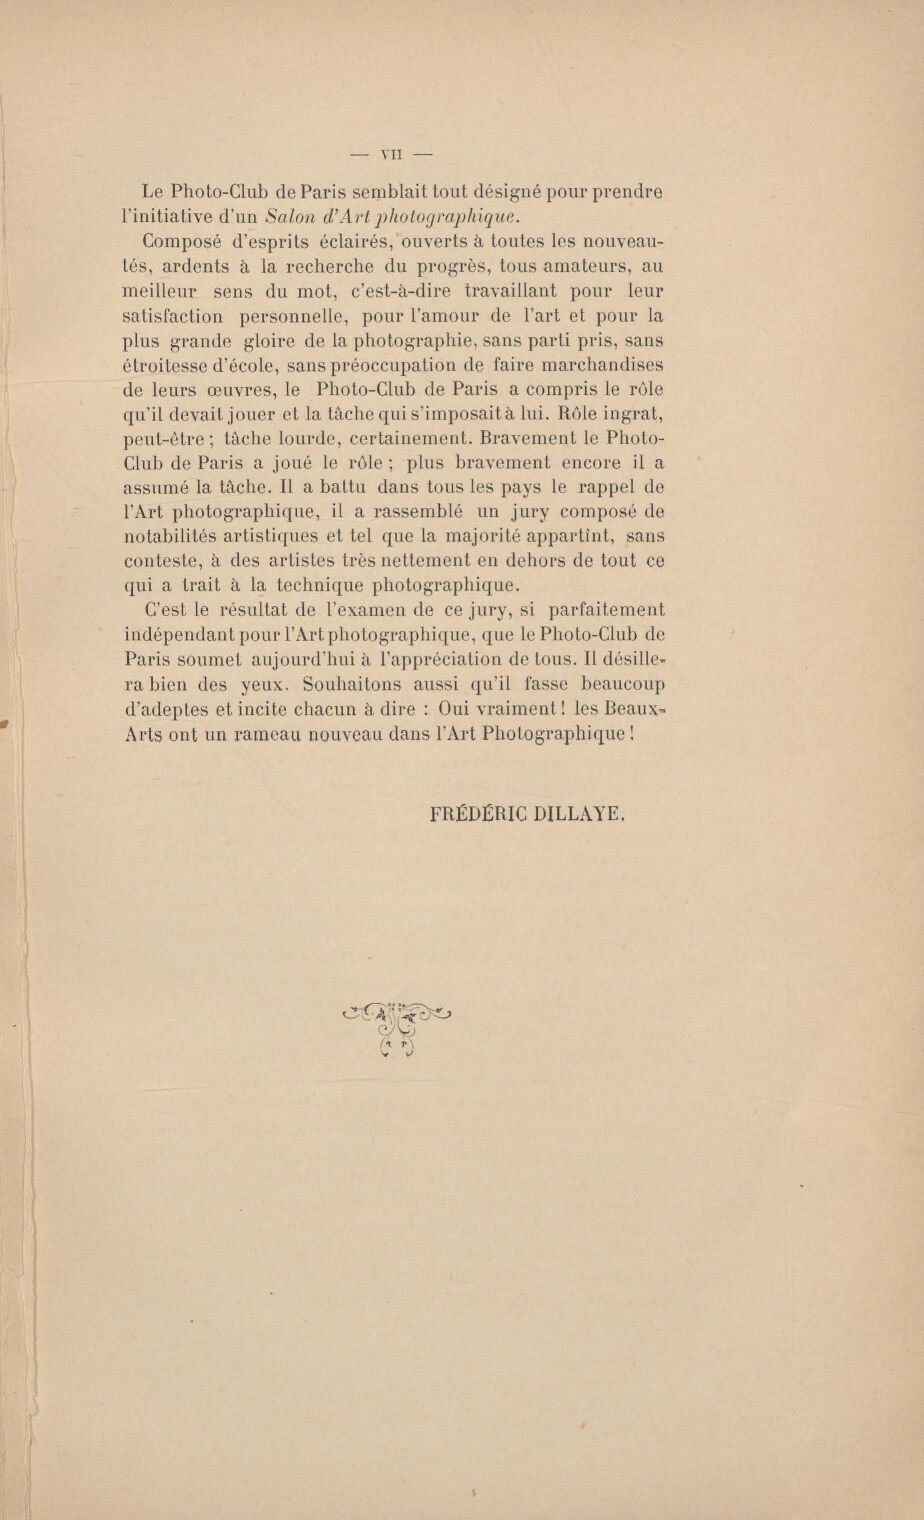 — VII —
Le Photo-Club de Paris semblait tout désigné pour prendre
l'initiative d'un Salon d'Art photographique.
Composé d'esprits éclairés, ouverts à toutes les nouveau-
tés, ardents à la recherche du progrès, tous amateurs, au
meilleur sens du mot, c'est-à-dire travaillant pour leur
satisfaction personnelle, pour l'amour de l'art et pour la
plus grande gloire de la photographie, sans parti pris, sans
étroitesse d'école, sans préoccupation de faire marchandises
de leurs œuvres, le Photo-Club de Paris a compris le rôle
qu'il devait jouer et la tâche qui s'imposait à lui. Rôle ingrat,
peut-être ; tâche lourde, certainement. Bravement le Photo-
Club de Paris a joué le rôle ; plus bravement encore il a
assumé la tâche. Il a battu dans tous les pays le rappel de
l'Art photographique, il a rassemblé un jury composé de
notabilités artistiques et tel que la majorité appartînt, sans
conteste, à des artistes très nettement en dehors de tout ce
qui a trait à la technique photographique.
C'est le résultat de l'examen de ce jury, si parfaitement
indépendant pour l'Art photographique, que le Photo-Club de
Paris soumet aujourd'hui à l'appréciation de tous. Il désille-
ra bien des yeux. Souhaitons aussi qu'il fasse beaucoup
d'adeptes et incite chacun à dire : Oui vraiment ! les Beaux-
Arts ont un rameau nouveau dans l'Art Photographique !
FRÉDÉRIC DILLAYE.